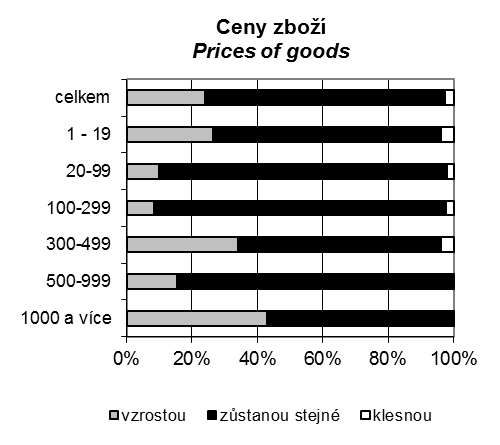 Ceny zboží
Prices of goods
celkem
1 - 19
20-99
100-299
300-499
500-999
1000 a více
0% 20% 40% 60% 80% 100%
vzrostou zůstanou stejné klesnou